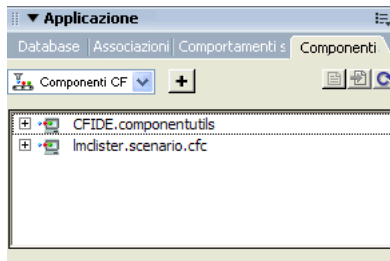 Applicazione
Database Associazioni Comportamenti s Componenti
Componenti CF
CFIDE.componentutils
lmclister.scenario.cfc